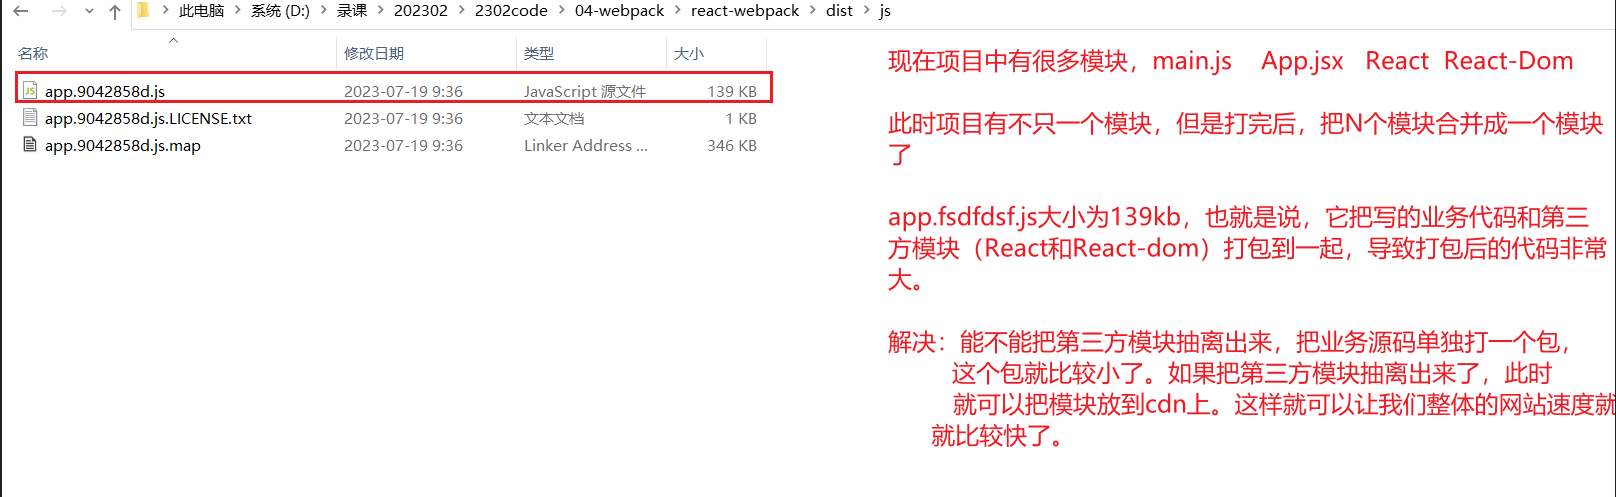 此电脑 > 系统 (D:) > 录课 > 202302 > 2302code > 04-webpack > react-webpack > dist > js
名称 修改日期 类型 大小
app.9042858d.js 2023-07-19 9:36 JavaScript 源文件 139 KB
app.9042858d.js.LICENSE.txt 2023-07-19 9:36 文本文档 1 KB
app.9042858d.js.map 2023-07-19 9:36 Linker Address ... 346 KB
现在项目中有很多模块，main.js App.jsx React React-Dom
此时项目有不只一个模块，但是打完后，把N个模块合并成一个模块
了
app.fsdfdsf.js大小为139kb，也就是说，它把写的业务代码和第三
方模块（React和React-dom）打包到一起，导致打包后的代码非常
大。
解决：能不能把第三方模块抽离出来，把业务源码单独打一个包，
这个包就比较小了。如果把第三方模块抽离出来了，此时
就可以把模块放到cdn上。这样就可以让我们整体的网站速度就
就比较快了。